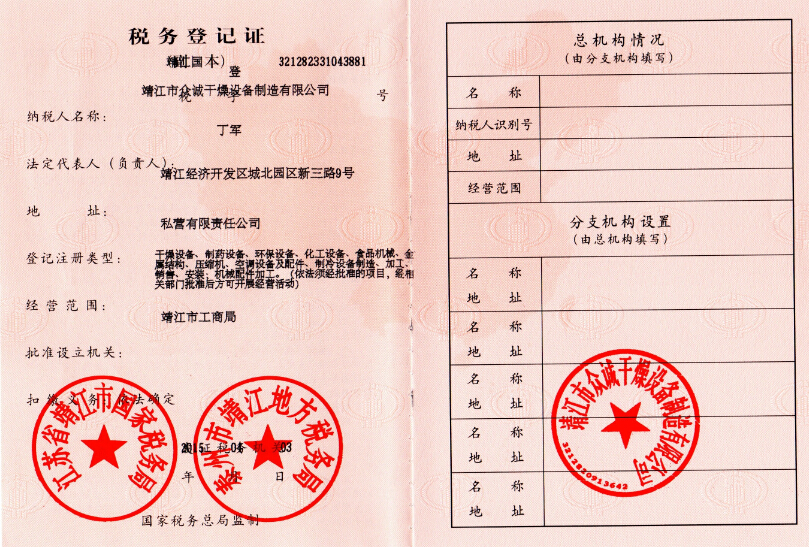 税务登记证
321282331043881
靖江市众诚干燥设备制造有限公司
税 字 号
纳税人名称:
丁军
法定代表人(负责人):
靖江经济开发区城北园区新三路9号
地 址:
私营有限责任公司
登记注册类型:
干燥设备、制药设备、环保设备、化工设备、食品机械、金
属结构、压缩机、空调设备及配件、制冷设备制造、加工、
销售、安装、机械配件加工。(依法须经批准的项目,经相
关部门批准后方可开展经营活动)
经营范围:
靖江市工商局
批准设立机关:
扣缴义务 依法确定
江苏省靖江市国家税务局
泰州市靖江地方税务局
2015 03
年 月 日
国家税务总局监制
总机构情况
(由分支机构填写)
名 称
纳税人识别号
地 址
经营范围
分支机构设置
(由总机构填写)
名 称
地 址
名 称
地 址
名 称
地 址
名 称
地 址
名 称
地 址
靖江市众诚干燥设备制造有限公司
3212820913642